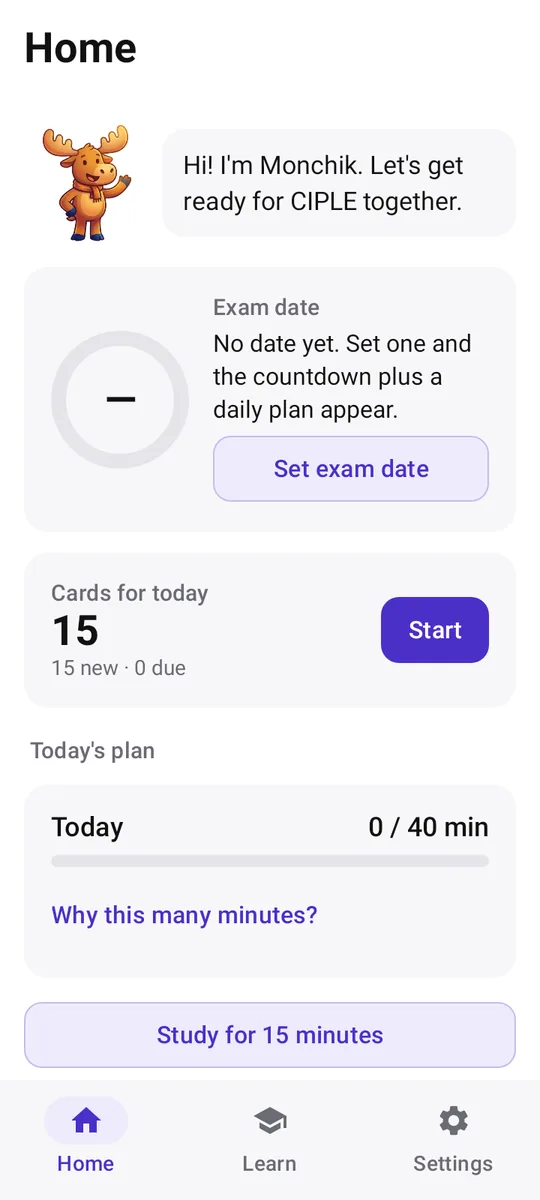 Home
Hi! I'm Monchik. Let's get
ready for CIPLE together.
Exam date
No date yet. Set one and
the countdown plus a
daily plan appear.
Set exam date
–
Cards for today
15
15 new · 0 due
Start
Today's plan
Today 0 / 40 min
Why this many minutes?
Study for 15 minutes
Home Learn Settings